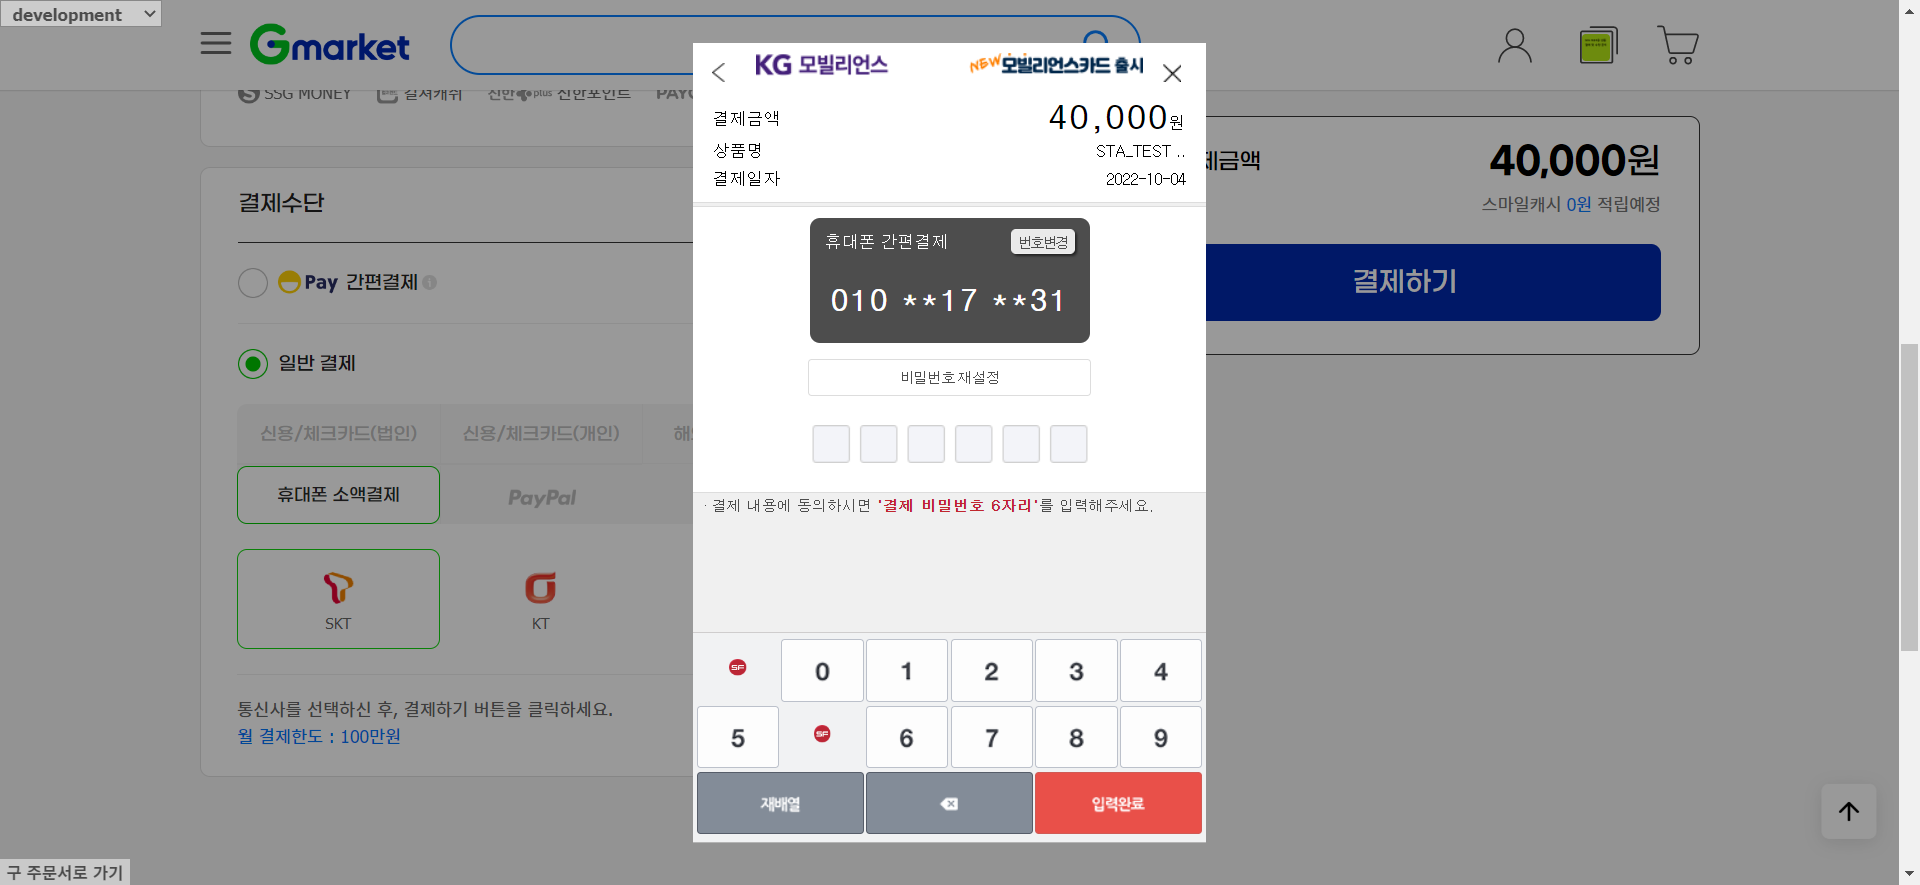 development
Gmarket
SSG MONEY 신한 plus 신한포인트
결제수단
Pay 간편결제
일반 결제
신용/체크카드(법인) 신용/체크카드(개인) 해
휴대폰 소액결제 PayPal
SKT KT
통신사를 선택하신 후, 결제하기 버튼을 클릭하세요.
월 결제한도 : 100만원
구 주문서로 가기
KG 모빌리언스 NEW 모빌리언스카드 출시
결제금액 40,000원
상품명 STA_TEST ..
결제일자 2022-10-04
휴대폰 간편결제 번호변경
010 **17 **31
비밀번호 재설정
· 결제 내용에 동의하시면 '결제 비밀번호 6자리'를 입력해주세요.
SF 0 1 2 3 4
5 SF 6 7 8 9
재배열 입력완료
제금액 40,000원
스마일캐시 0원 적립예정
결제하기